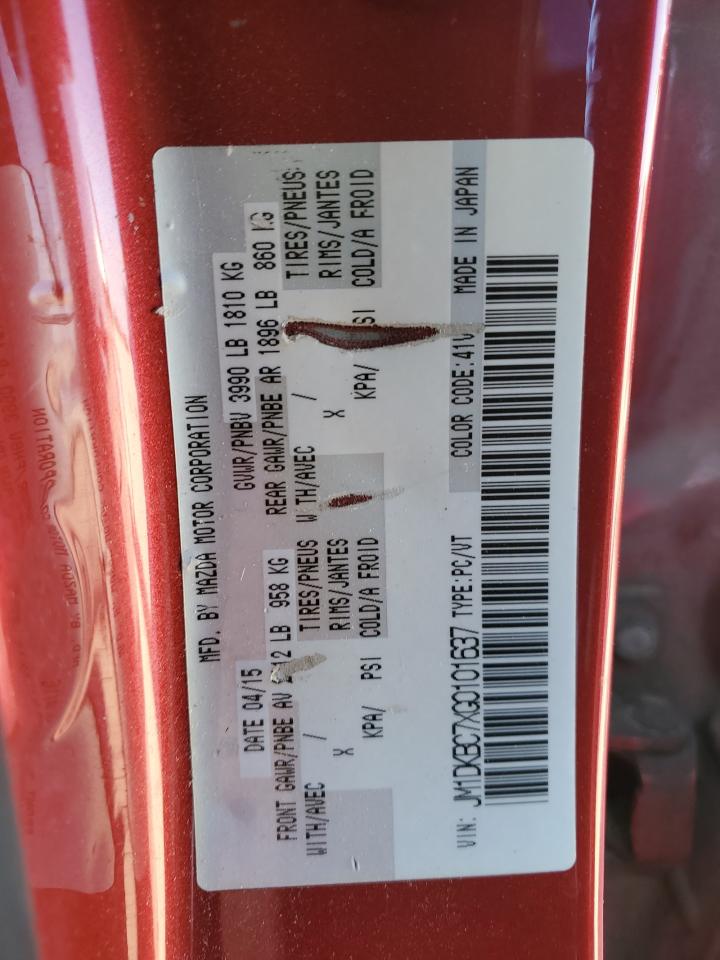 MFD. BY MAZDA MOTOR CORPORATION
DATE 04/15 GVWR/PNBV 3990 LB 1810 KG
FRONT GAWR/PNBE AV LB 958 KG REAR GAWR/PNBE AR 1896 LB 860 KG
WITH/AVEC / TIRES/PNEUS WITH/AVEC / TIRES/PNEUS
X RIMS/JANTES X RIMS/JANTES
KPA/ PSI COLD/A FROID KPA/ PSI COLD/A FROID
COLOR CODE:41V MADE IN JAPAN
VIN: JM1DKBC7XG0101637 TYPE:PC/VT